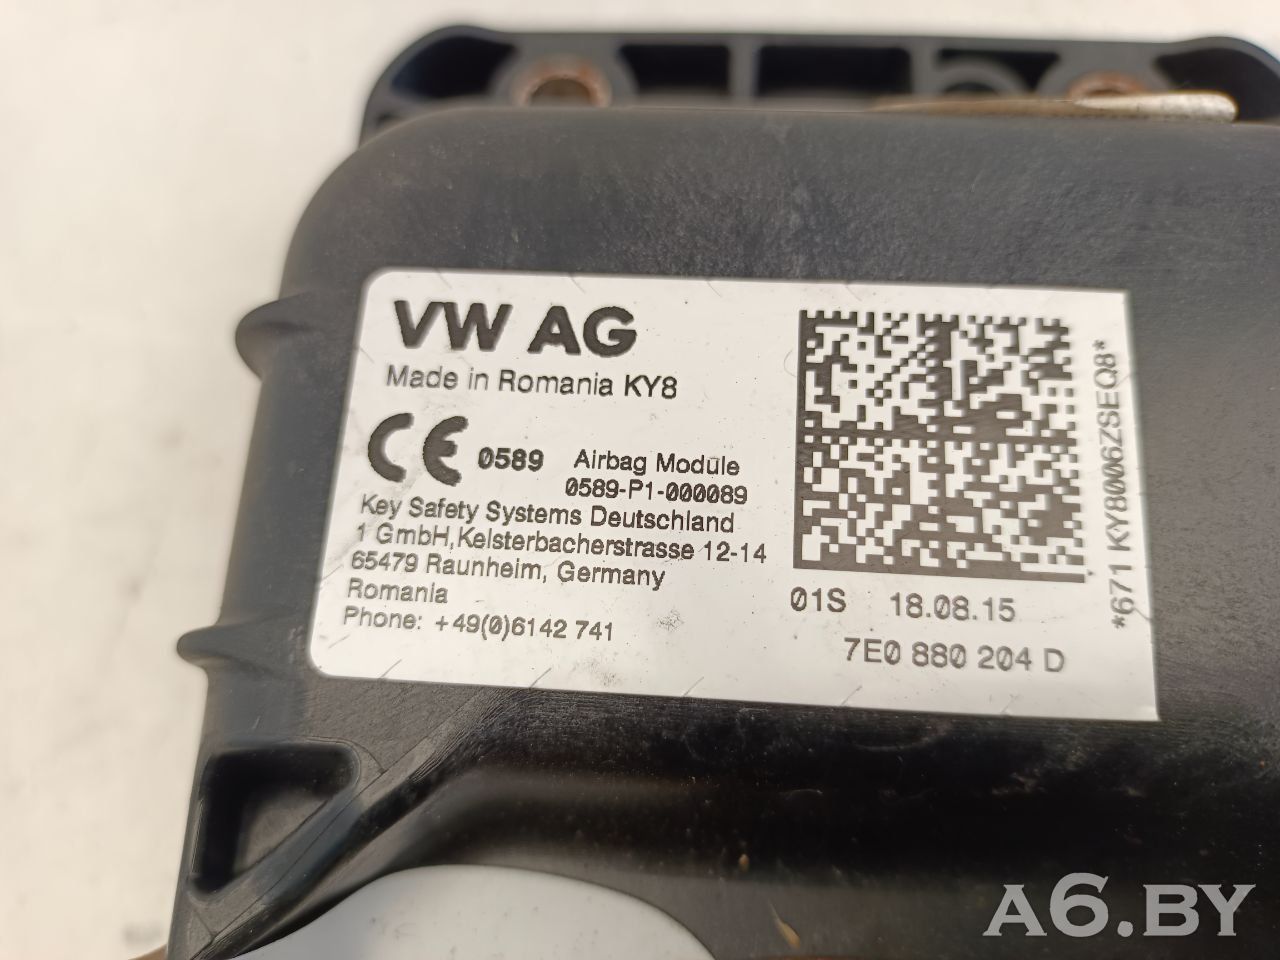 VW AG
Made in Romania KY8
CE 0589 Airbag Module
0589-P1-000089
Key Safety Systems Deutschland
1 GmbH,Kelsterbacherstrasse 12-14
65479 Raunheim, Germany
Romania
Phone: +49(0)6142 741
01S 18.08.15
7E0 880 204 D
*671 KY8006ZSEQ8*
A6.BY